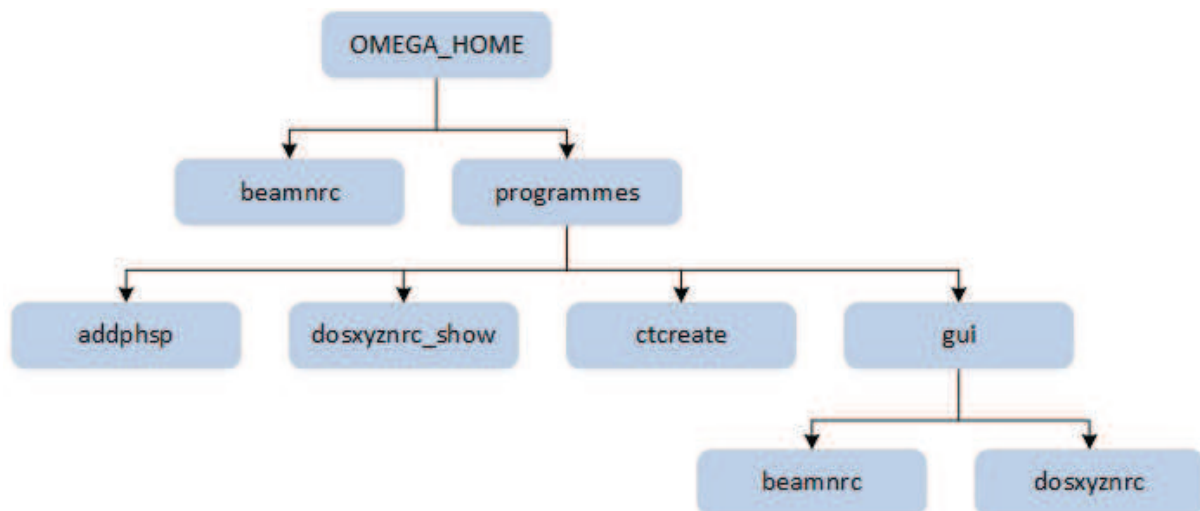 OMEGA_HOME
beamnrc
programmes
addphsp
dosxyznrc_show
ctcreate
gui
beamnrc
dosxyznrc